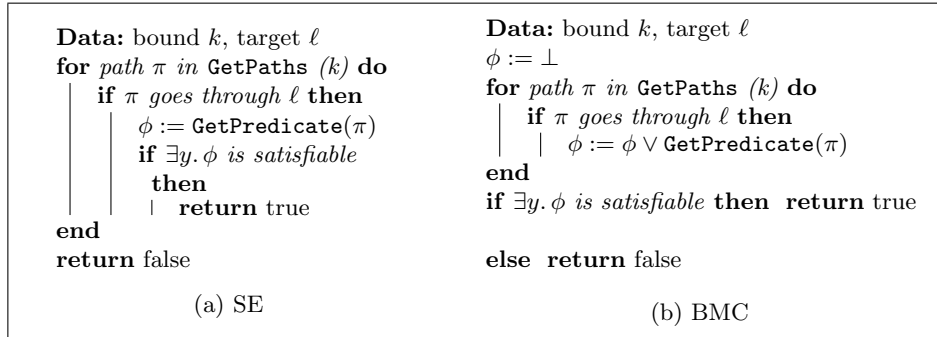 Data: bound k, target ℓ
for path π in GetPaths (k) do
if π goes through ℓ then
ϕ := GetPredicate(π)
if ∃y. ϕ is satisfiable
then
return true
end
return false
(a) SE
Data: bound k, target ℓ
ϕ := ⊥
for path π in GetPaths (k) do
if π goes through ℓ then
ϕ := ϕ ∨ GetPredicate(π)
end
if ∃y. ϕ is satisfiable then return true
else return false
(b) BMC